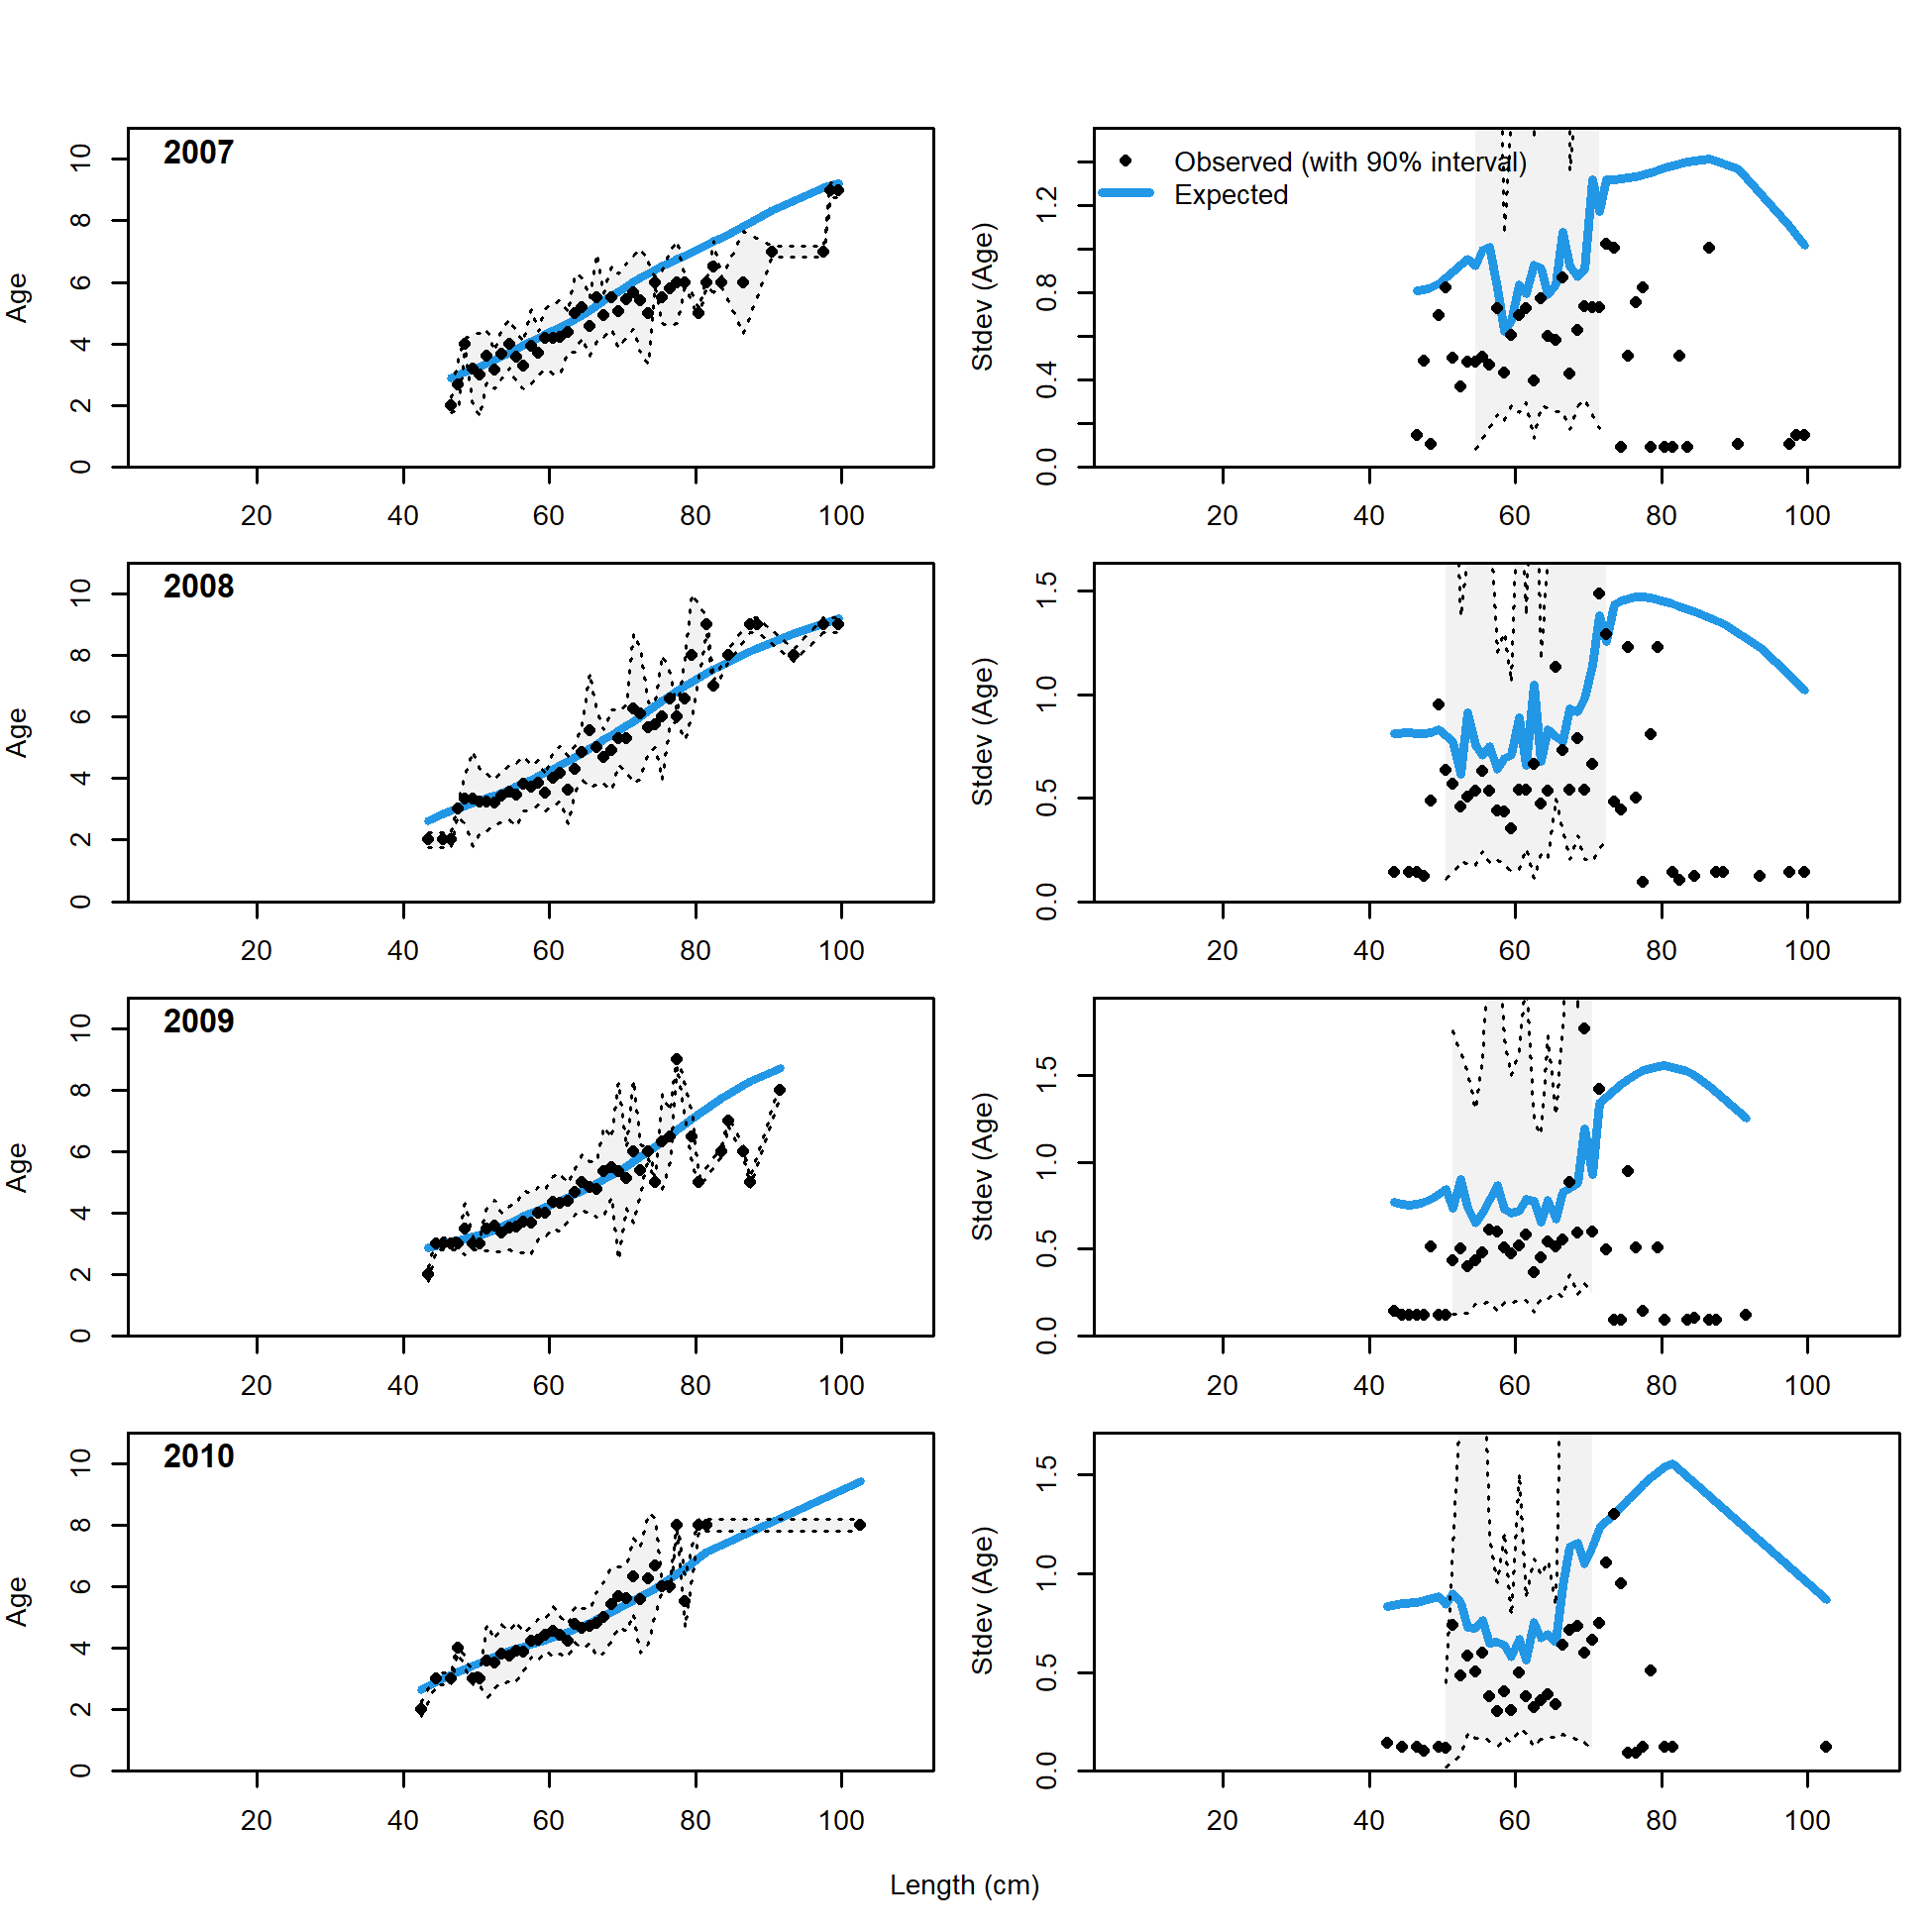 2007
Age
0 2 4 6 8 10
20 40 60 80 100
Observed (with 90% interval)
Expected
Stdev (Age)
0.0 0.4 0.8 1.2
20 40 60 80 100
2008
Age
0 2 4 6 8 10
20 40 60 80 100
Stdev (Age)
0.0 0.5 1.0 1.5
20 40 60 80 100
2009
Age
0 2 4 6 8 10
20 40 60 80 100
Stdev (Age)
0.0 0.5 1.0 1.5
20 40 60 80 100
2010
Age
0 2 4 6 8 10
20 40 60 80 100
Stdev (Age)
0.0 0.5 1.0 1.5
20 40 60 80 100
Length (cm)